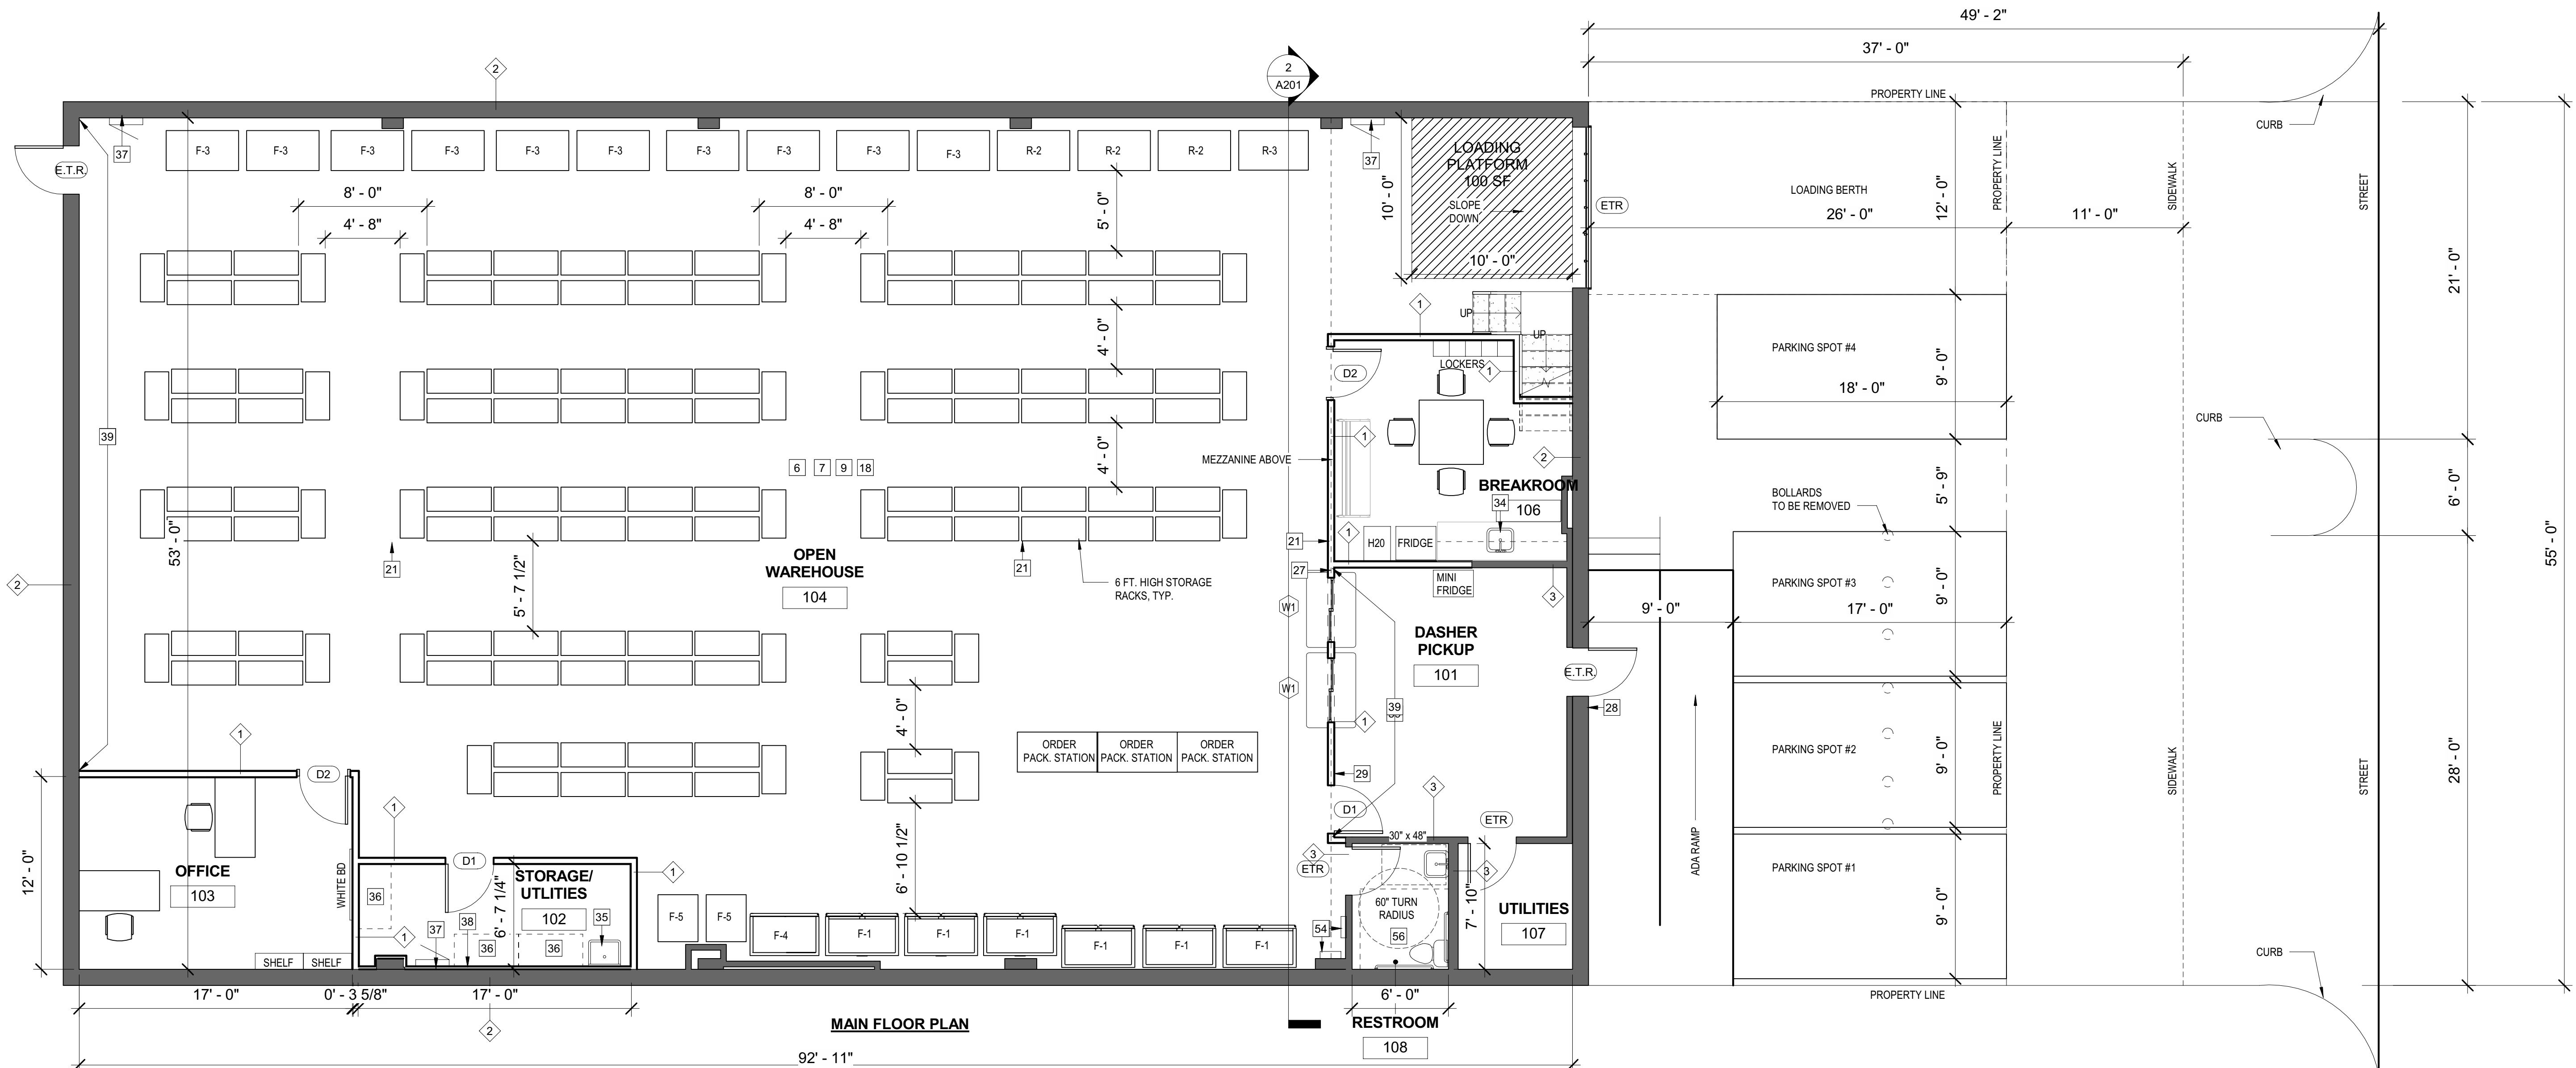 49' - 2"
37' - 0"
2
2
A201
PROPERTY LINE
CURB
37
F-3
F-3
F-3
F-3
F-3
F-3
F-3
F-3
F-3
F-3
R-2
R-2
R-2
R-3
37
LOADING
PLATFORM
100 SF
E.T.R.
8' - 0"
8' - 0"
4' - 8"
4' - 8"
5' - 0"
10' - 0"
SLOPE
DOWN
10' - 0"
ETR
LOADING BERTH
26' - 0"
12' - 0"
PROPERTY LINE
11' - 0"
SIDEWALK
STREET
21' - 0"
1
UP
UP
4' - 0"
LOCKERS
1
D2
PARKING SPOT #4
18' - 0"
9' - 0"
CURB
39
4' - 0"
1
MEZZANINE ABOVE
2
6
7
9
18
BREAKROOM
34
106
BOLLARDS
TO BE REMOVED
5' - 9"
6' - 0"
55' - 0"
53' - 0"
21
21
21
1
H20
FRIDGE
27
OPEN
WAREHOUSE
104
2
6 FT. HIGH STORAGE
RACKS, TYP.
MINI
FRIDGE
3
PARKING SPOT #3
9' - 0"
5' - 7 1/2"
W1
9' - 0"
17' - 0"
DASHER
PICKUP
101
E.T.R.
W1
39
28
4' - 0"
1
1
ORDER
PACK. STATION
ORDER
PACK. STATION
ORDER
PACK. STATION
PARKING SPOT #2
9' - 0"
PROPERTY LINE
SIDEWALK
STREET
28' - 0"
D2
29
3
1
D1
ETR
30" x 48"
ADA RAMP
12' - 0"
OFFICE
103
WHITE BD
D1
36
STORAGE/
UTLITIES
102
1
6' - 7 1/4"
6' - 10 1/2"
3
ETR
3
7' - 10"
PARKING SPOT #1
9' - 0"
60" TURN
RADIUS
UTILITIES
107
F-5
F-5
F-4
F-1
F-1
F-1
F-1
F-1
F-1
54
56
1
37
38
36
36
35
SHELF
SHELF
CURB
17' - 0"
0' - 3 5/8"
17' - 0"
6' - 0"
PROPERTY LINE
2
MAIN FLOOR PLAN
RESTROOM
108
92' - 11"